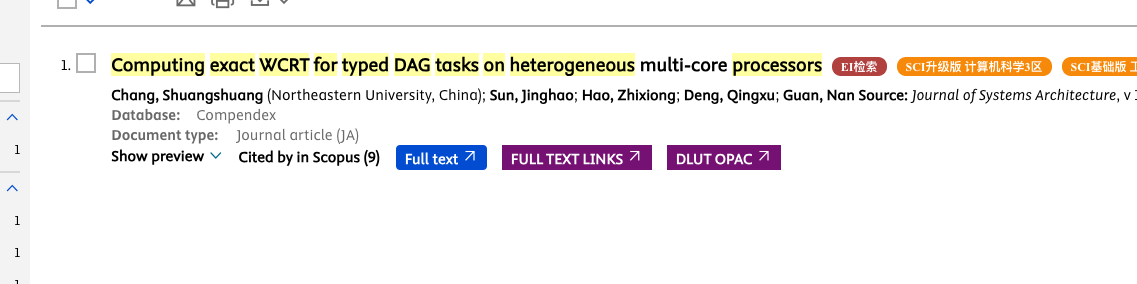 1. Computing exact WCRT for typed DAG tasks on heterogeneous multi-core processors EI检索 SCI升级版 计算机科学3区 SCI基础版
Chang, Shuangshuang (Northeastern University, China); Sun, Jinghao; Hao, Zhixiong; Deng, Qingxu; Guan, Nan Source: Journal of Systems Architecture, v
Database: Compendex
Document type: Journal article (JA)
1 Show preview Cited by in Scopus (9) Full text FULL TEXT LINKS DLUT OPAC
1
1